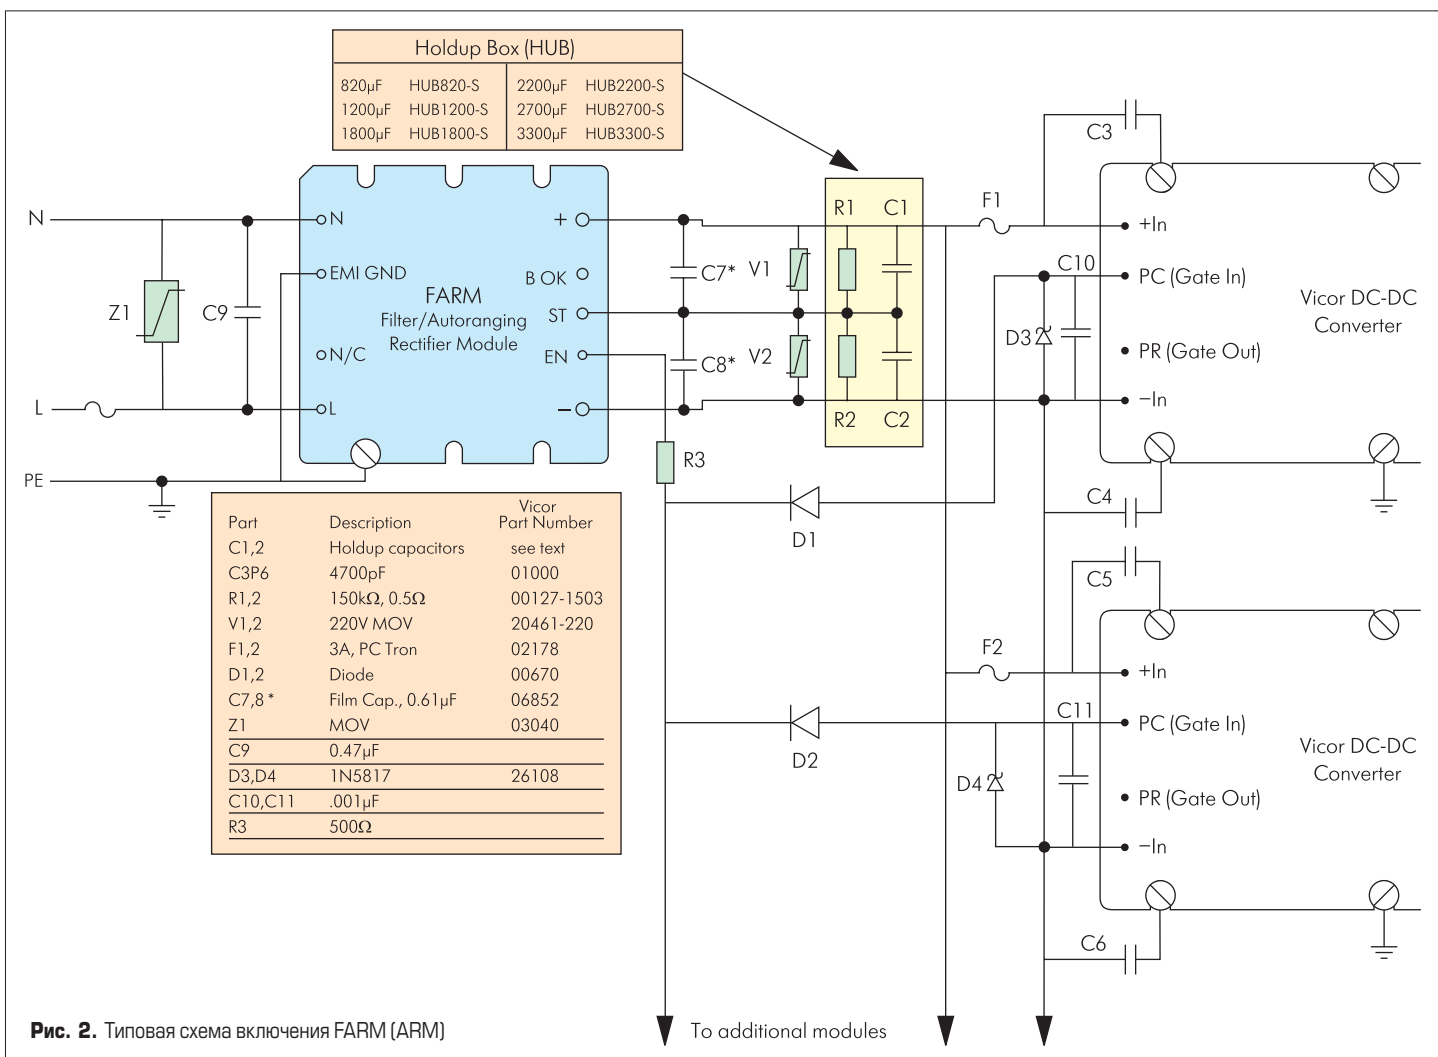 Holdup Box (HUB)
820µF HUB820-S 2200µF HUB2200-S
1200µF HUB1200-S 2700µF HUB2700-S
1800µF HUB1800-S 3300µF HUB3300-S
N
L
PE
Z1
C9
N
EMI GND
N/C
L
FARM
Filter/Autoranging
Rectifier Module
+
B OK
ST
EN
–
C7*
C8*
V1
V2
R1 C1
R2 C2
R3
D1
D2
F1
C3
C10
D3
C4
+In
PC (Gate In)
PR (Gate Out)
–In
Vicor DC-DC
Converter
C5
F2
C11
D4
C6
+In
PC (Gate In)
PR (Gate Out)
–In
Vicor DC-DC
Converter
Part Description Vicor Part Number
C1,2 Holdup capacitors see text
C3P6 4700pF 01000
R1,2 150kΩ, 0.5Ω 00127-1503
V1,2 220V MOV 20461-220
F1,2 3A, PC Tron 02178
D1,2 Diode 00670
C7,8 * Film Cap., 0.61µF 06852
Z1 MOV 03040
C9 0.47µF
D3,D4 1N5817 26108
C10,C11 .001µF
R3 500Ω
To additional modules
Рис. 2. Типовая схема включения FARM (ARM)